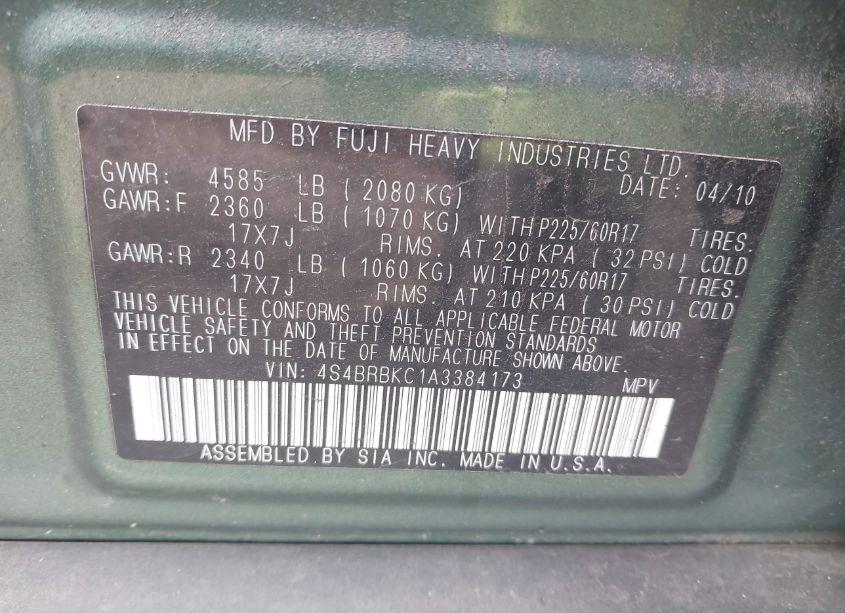 MFD BY FUJI HEAVY INDUSTRIES LTD.
DATE: 04/10
GVWR: 4585 LB ( 2080 KG)
GAWR:F 2360 LB ( 1070 KG) WITH P225/60R17 TIRES.
17X7J RIMS. AT 220 KPA ( 32 PSI) COLD
GAWR:R 2340 LB ( 1060 KG) WITH P225/60R17 TIRES.
17X7J RIMS. AT 210 KPA ( 30 PSI) COLD
THIS VEHICLE CONFORMS TO ALL APPLICABLE FEDERAL MOTOR
VEHICLE SAFETY AND THEFT PREVENTION STANDARDS
IN EFFECT ON THE DATE OF MANUFACTURE SHOWN ABOVE.
VIN: 4S4BRBKC1A3384173 MPV
ASSEMBLED BY SIA INC. MADE IN U.S.A.